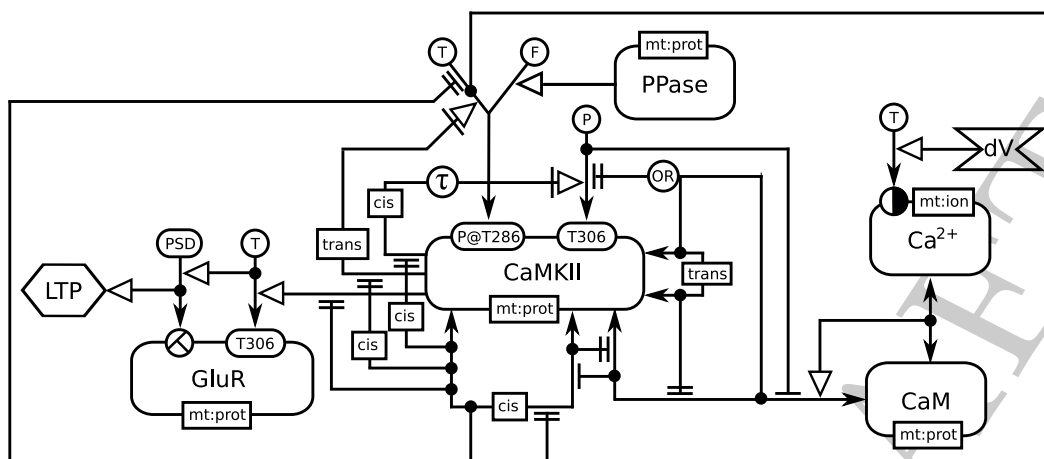 T
F
mt:prot
PPase
P
T
dV
OR
τ
cis
mt:ion
Ca2+
P@T286
T306
PSD
T
trans
CaMKII
trans
LTP
mt:prot
cis
T306
cis
GluR
mt:prot
cis
CaM
mt:prot